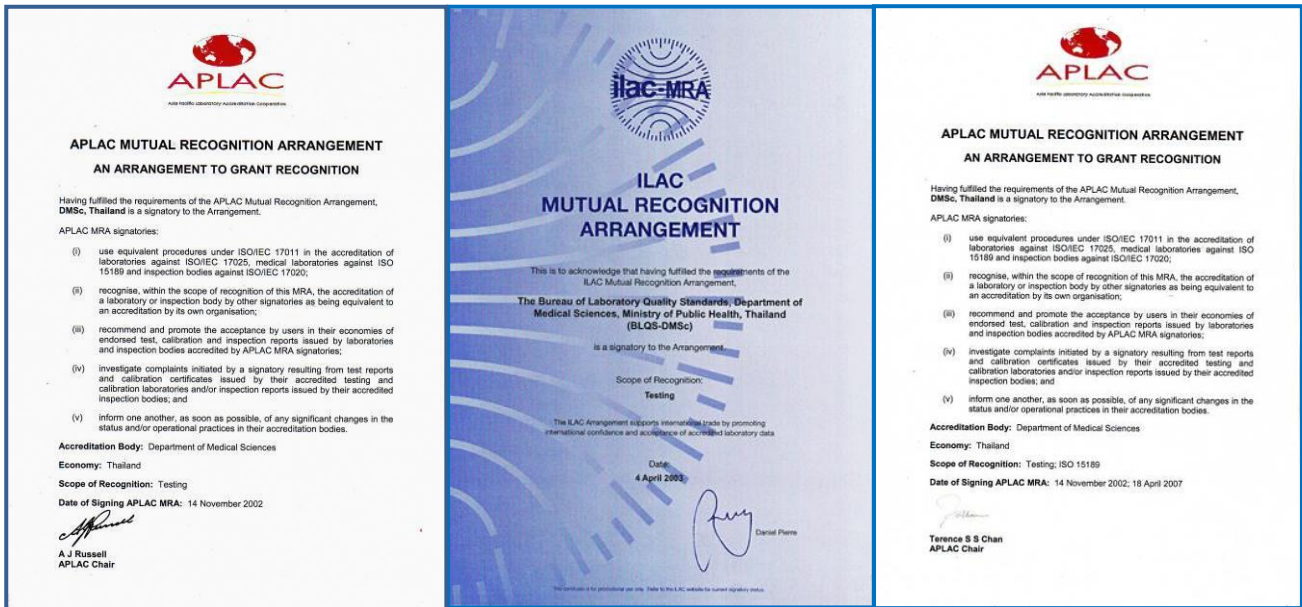 APLAC
Asia Pacific Laboratory Accreditation Cooperation
APLAC MUTUAL RECOGNITION ARRANGEMENT
AN ARRANGEMENT TO GRANT RECOGNITION
Having fulfilled the requirements of the APLAC Mutual Recognition Arrangement,
DMSc, Thailand is a signatory to the Arrangement.
APLAC MRA signatories:
(i) use equivalent procedures under ISO/IEC 17011 in the accreditation of
laboratories against ISO/IEC 17025, medical laboratories against ISO
15189 and inspection bodies against ISO/IEC 17020;
(ii) recognise, within the scope of recognition of this MRA, the accreditation of
a laboratory or inspection body by other signatories as being equivalent to
an accreditation by its own organisation;
(iii) recommend and promote the acceptance by users in their economies of
endorsed test, calibration and inspection reports issued by laboratories
and inspection bodies accredited by APLAC MRA signatories;
(iv) investigate complaints initiated by a signatory resulting from test reports
and calibration certificates issued by their accredited testing and
calibration laboratories and/or inspection reports issued by their accredited
inspection bodies; and
(v) inform one another, as soon as possible, of any significant changes in the
status and/or operational practices in their accreditation bodies.
Accreditation Body: Department of Medical Sciences
Economy: Thailand
Scope of Recognition: Testing
Date of Signing APLAC MRA: 14 November 2002
A J Russell
APLAC Chair
ilac-MRA
ILAC
MUTUAL RECOGNITION
ARRANGEMENT
This is to acknowledge that having fulfilled the requirements of the
ILAC Mutual Recognition Arrangement,
The Bureau of Laboratory Quality Standards, Department of
Medical Sciences, Ministry of Public Health, Thailand
(BLQS-DMSc)
is a signatory to the Arrangement.
Scope of Recognition:
Testing
The ILAC Arrangement supports international trade by promoting
international confidence and acceptance of accredited laboratory data
Date:
4 April 2003
Daniel Pierre
This certificate is for promotional use only. Refer to the ILAC website for current signatory status.
APLAC
Asia Pacific Laboratory Accreditation Cooperation
APLAC MUTUAL RECOGNITION ARRANGEMENT
AN ARRANGEMENT TO GRANT RECOGNITION
Having fulfilled the requirements of the APLAC Mutual Recognition Arrangement,
DMSc, Thailand is a signatory to the Arrangement.
APLAC MRA signatories:
(i) use equivalent procedures under ISO/IEC 17011 in the accreditation of
laboratories against ISO/IEC 17025, medical laboratories against ISO
15189 and inspection bodies against ISO/IEC 17020;
(ii) recognise, within the scope of recognition of this MRA, the accreditation of
a laboratory or inspection body by other signatories as being equivalent to
an accreditation by its own organisation;
(iii) recommend and promote the acceptance by users in their economies of
endorsed test, calibration and inspection reports issued by laboratories
and inspection bodies accredited by APLAC MRA signatories;
(iv) investigate complaints initiated by a signatory resulting from test reports
and calibration certificates issued by their accredited testing and
calibration laboratories and/or inspection reports issued by their accredited
inspection bodies; and
(v) inform one another, as soon as possible, of any significant changes in the
status and/or operational practices in their accreditation bodies.
Accreditation Body: Department of Medical Sciences
Economy: Thailand
Scope of Recognition: Testing; ISO 15189
Date of Signing APLAC MRA: 14 November 2002; 18 April 2007
Terence S S Chan
APLAC Chair